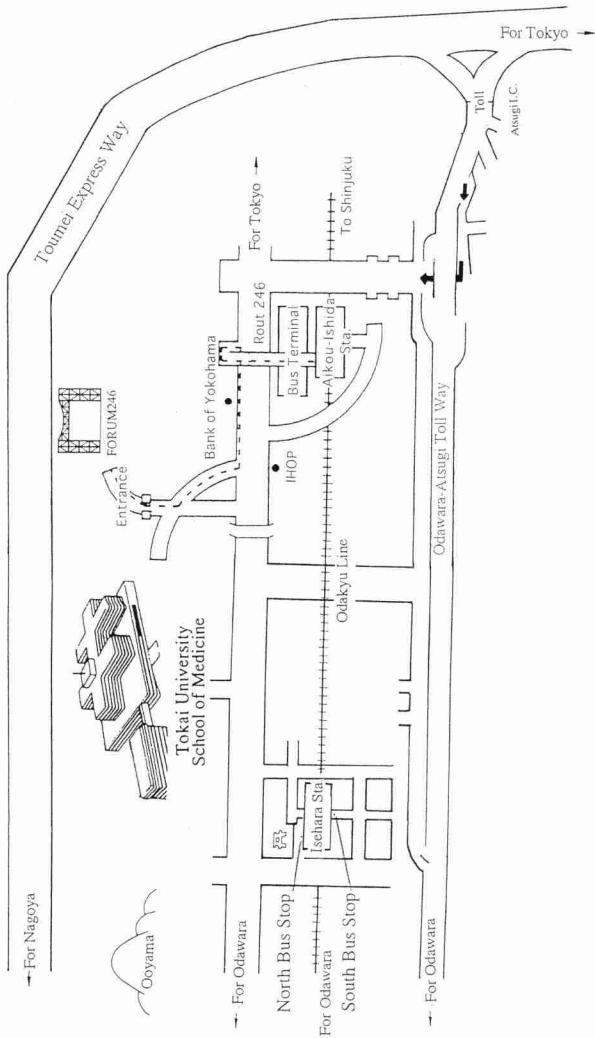 For Nagoya
Toumei Express Way
For Tokyo
Ooyama
Tokai University
School of Medicine
Entrance
FORUM246
Toll
Atsugi I.C.
For Odawara
Bank of Yokohama
Rout 246
For Tokyo
IHOP
Bus Terminal
Aikou-Ishida
Sta.
To Shinjuku
North Bus Stop
Isehara Sta
For Odawara
South Bus Stop
Odakyu Line
For Odawara
Odawara-Atsugi Toll Way